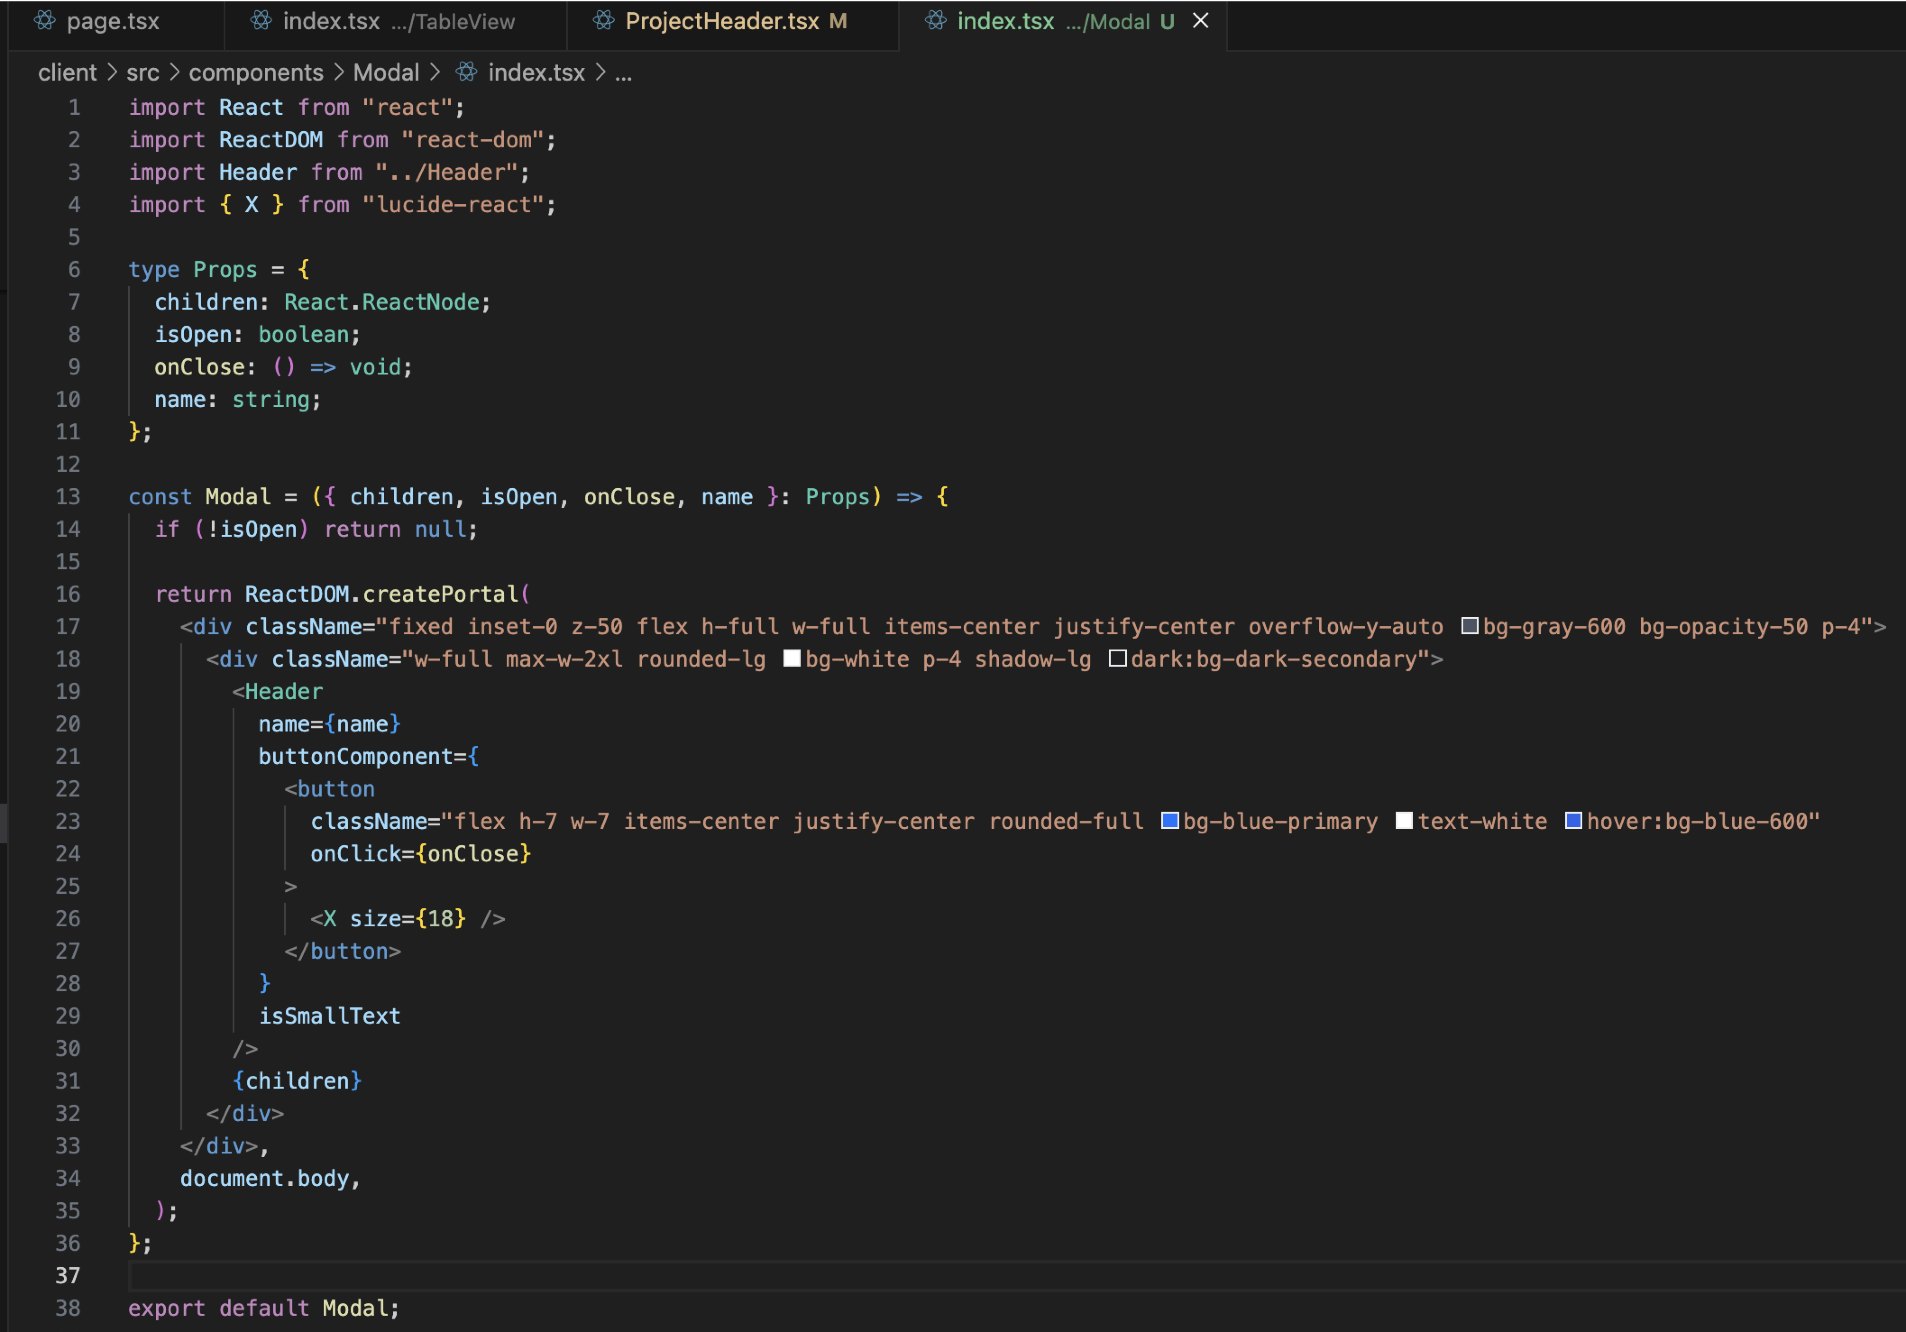 page.tsx index.tsx .../TableView ProjectHeader.tsx M index.tsx .../Modal U
client > src > components > Modal > index.tsx > ...
1 import React from "react";
2 import ReactDOM from "react-dom";
3 import Header from "../Header";
4 import { X } from "lucide-react";
5
6 type Props = {
7   children: React.ReactNode;
8   isOpen: boolean;
9   onClose: () => void;
10   name: string;
11 };
12
13 const Modal = ({ children, isOpen, onClose, name }: Props) => {
14   if (!isOpen) return null;
15
16   return ReactDOM.createPortal(
17     <div className="fixed inset-0 z-50 flex h-full w-full items-center justify-center overflow-y-auto bg-gray-600 bg-opacity-50 p-4">
18       <div className="w-full max-w-2xl rounded-lg bg-white p-4 shadow-lg dark:bg-dark-secondary">
19         <Header
20           name={name}
21           buttonComponent={
22             <button
23               className="flex h-7 w-7 items-center justify-center rounded-full bg-blue-primary text-white hover:bg-blue-600"
24               onClick={onClose}
25             >
26               <X size={18} />
27             </button>
28           }
29           isSmallText
30         />
31         {children}
32       </div>
33     </div>,
34     document.body,
35   );
36 };
37
38 export default Modal;